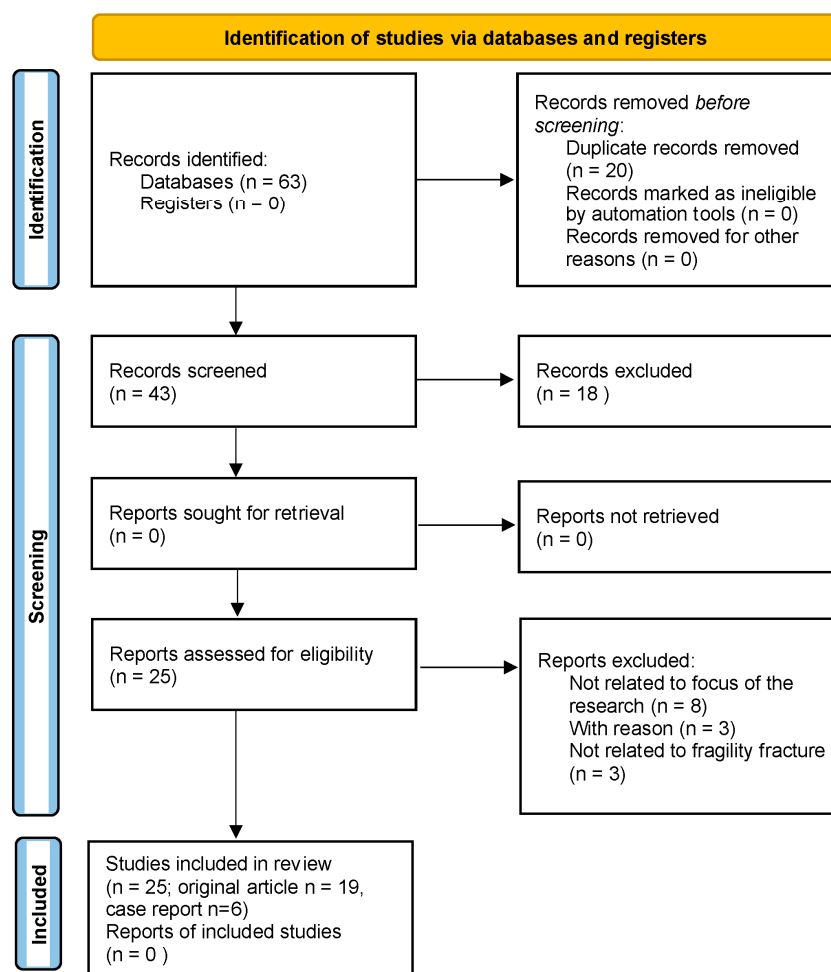 Identification of studies via databases and registers
Identification
Records identified:
Databases (n = 63)
Registers (n = 0)
Records removed before
screening:
Duplicate records removed
(n = 20)
Records marked as ineligible
by automation tools (n = 0)
Records removed for other
reasons (n = 0)
Screening
Records screened
(n = 43)
Records excluded
(n = 18 )
Reports sought for retrieval
(n = 0)
Reports not retrieved
(n = 0)
Reports assessed for eligibility
(n = 25)
Reports excluded:
Not related to focus of the
research (n = 8)
With reason (n = 3)
Not related to fragility fracture
(n = 3)
Included
Studies included in review
(n = 25; original article n = 19,
case report n=6)
Reports of included studies
(n = 0 )